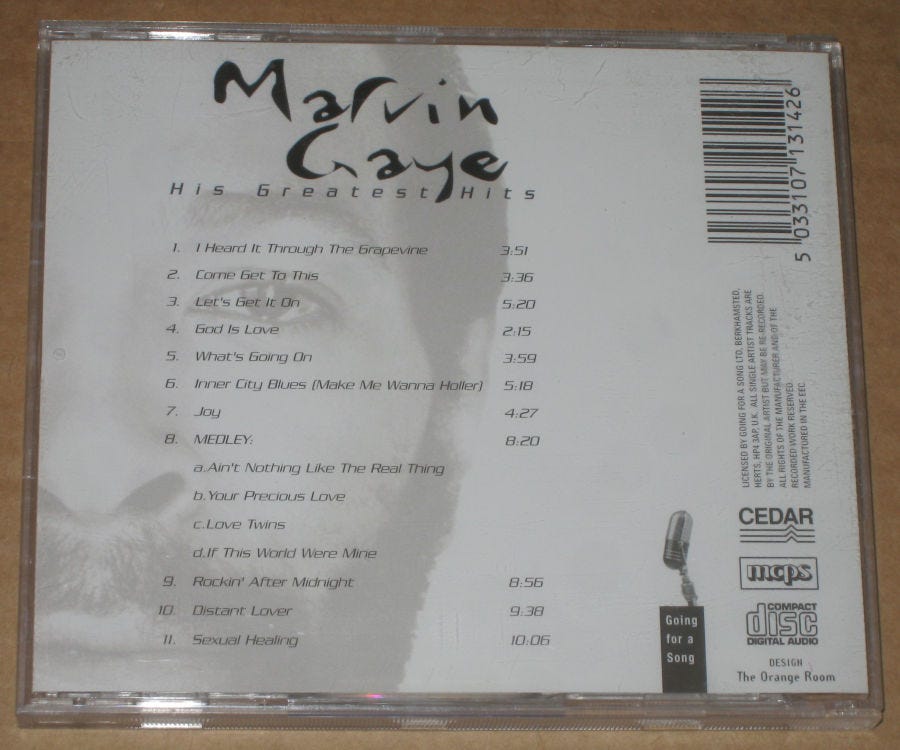 Marvin
Gaye
His Greatest Hits
1. I Heard It Through The Grapevine 3:51
2. Come Get To This 3:36
3. Let's Get It On 5:20
4. God Is Love 2:15
5. What's Going On 3:59
6. Inner City Blues (Make Me Wanna Holler) 5:18
7. Joy 4:27
8. MEDLEY: 8:20
a.Ain't Nothing Like The Real Thing
b.Your Precious Love
c.Love Twins
d.If This World Were Mine
9. Rockin' After Midnight 8:56
10. Distant Lover 9:38
11. Sexual Healing 10:06
5 033107 131426
LICENSED BY GOING FOR A SONG LTD, BERKHAMSTED,
HERTS, HP4 3AP, U.K. ALL SINGLE ARTIST TRACKS ARE
BY THE ORIGINAL ARTIST BUT MAY BE RE-RECORDED.
ALL RIGHTS OF THE MANUFACTURER AND OF THE
RECORDED WORK RESERVED.
MANUFACTURED IN THE EEC.
CEDAR
mcps
COMPACT
disc
DIGITAL AUDIO
Going
for a
Song
DESIGN
The Orange Room